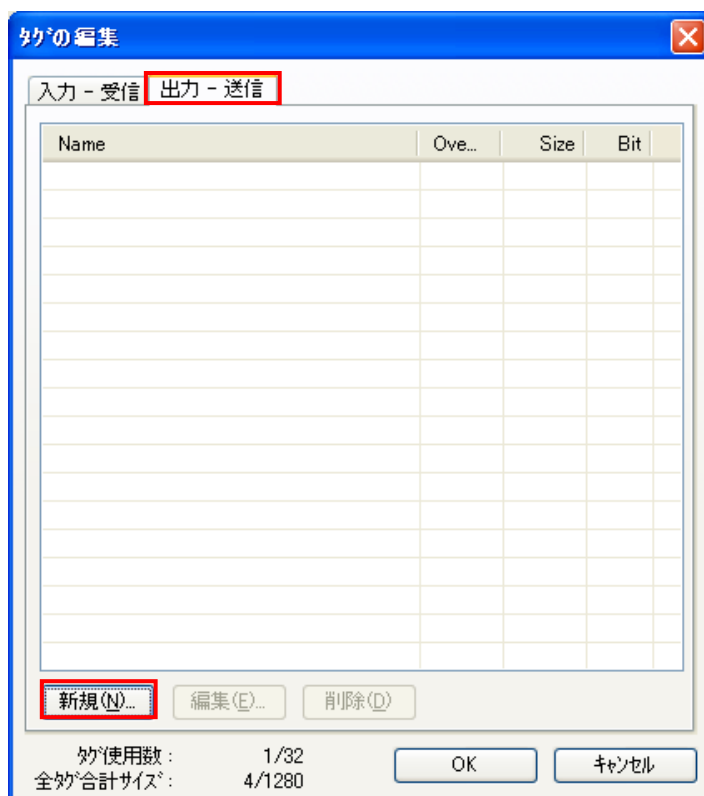 ﾀｸﾞの編集
入力 - 受信 出力 - 送信
Name Ove... Size Bit
新規(N)... 編集(E)... 削除(D)
ﾀｸﾞ使用数 : 1/32
全ﾀｸﾞ合計サイズ : 4/1280
OK ｷｬﾝｾﾙ